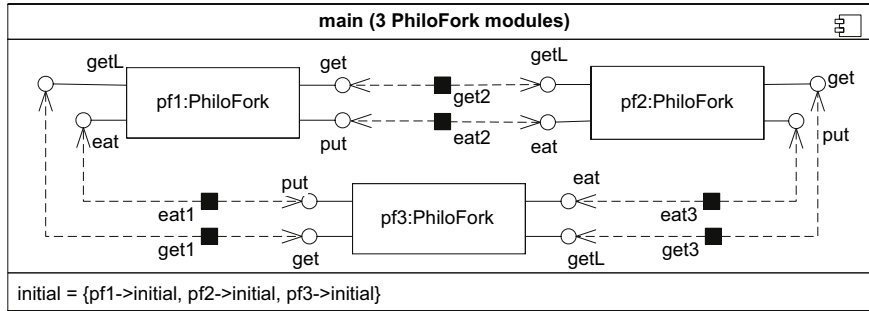 main (3 PhiloFork modules)
getL get getL
get2 get
pf1:PhiloFork pf2:PhiloFork
eat put eat2 eat put
put eat
eat1 eat3
pf3:PhiloFork
get1 get getL get3
initial = {pf1->initial, pf2->initial, pf3->initial}